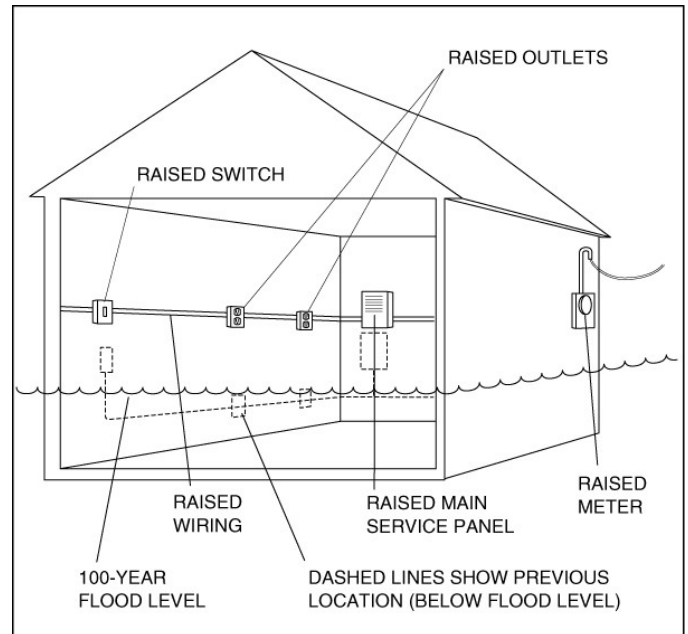 RAISED OUTLETS
RAISED SWITCH
RAISED
WIRING
RAISED MAIN
SERVICE PANEL
RAISED
METER
100-YEAR
FLOOD LEVEL
DASHED LINES SHOW PREVIOUS
LOCATION (BELOW FLOOD LEVEL)